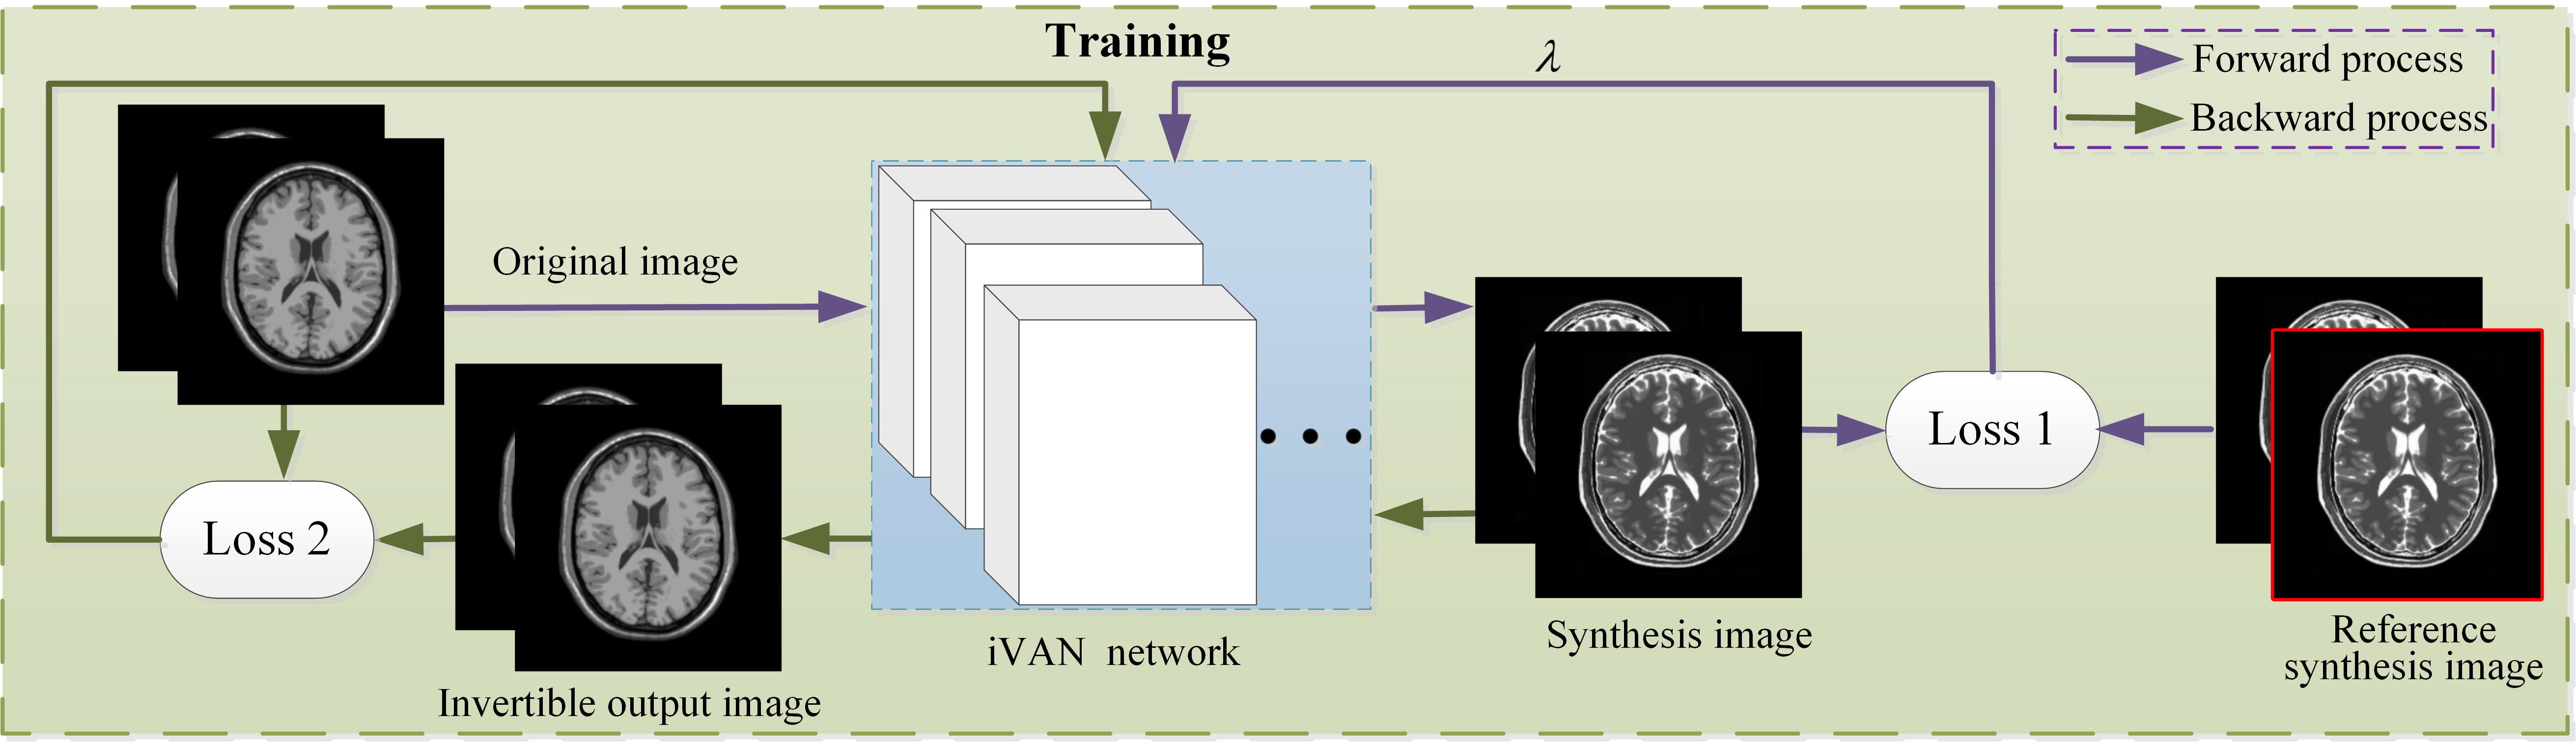 Training
λ
Forward process
Backward process
Original image
Loss 1
Loss 2
iVAN network
Synthesis image
Reference
synthesis image
Invertible output image